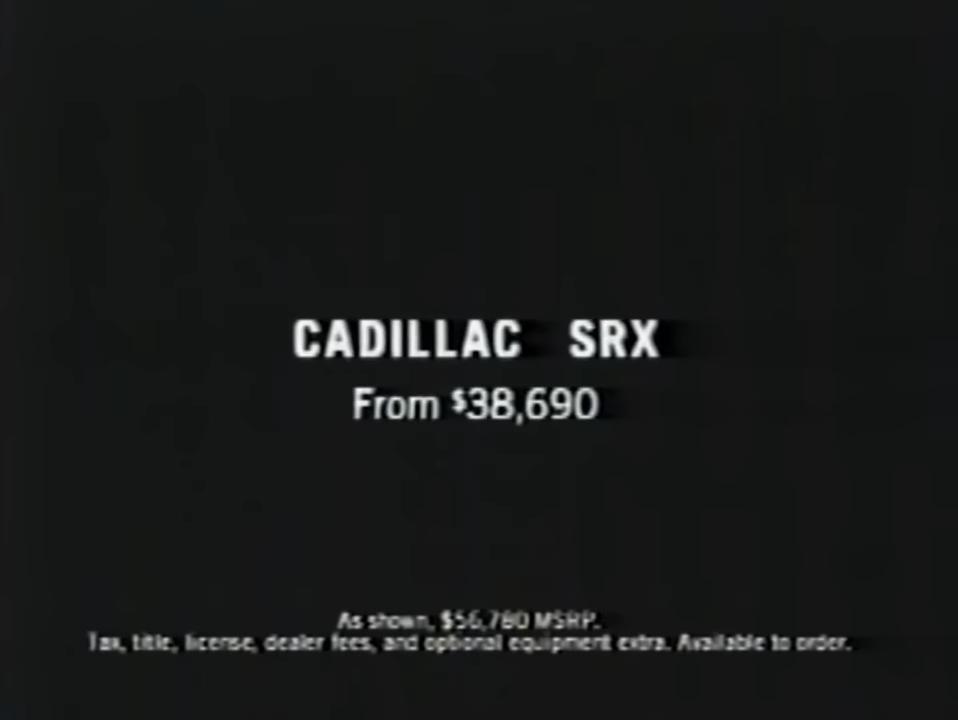 CADILLAC SRX
From $38,690
As shown, $56,780 MSRP.
Tax, title, license, dealer fees, and optional equipment extra. Available to order.